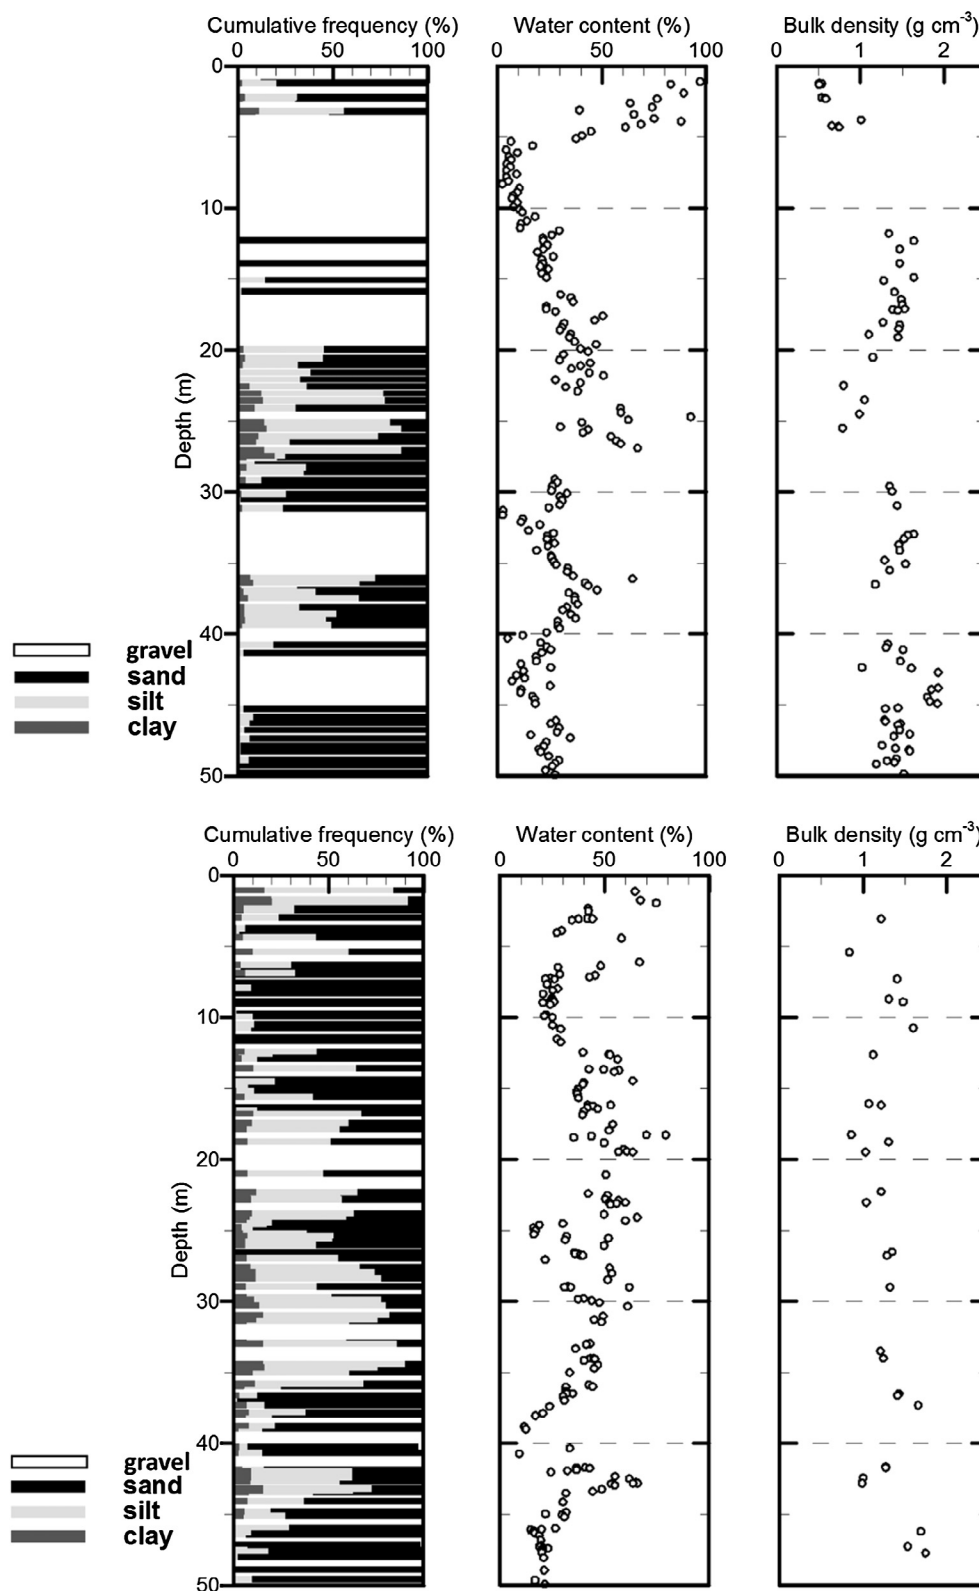 Cumulative frequency (%) Water content (%) Bulk density (g cm-3)
0 50 100 0 50 100 0 1 2
0
10
20
Depth (m)
30
40
gravel
sand
silt
clay
50
Cumulative frequency (%) Water content (%) Bulk density (g cm-3)
0 50 100 0 50 100 0 1 2
0
10
20
Depth (m)
30
40
gravel
sand
silt
clay
50